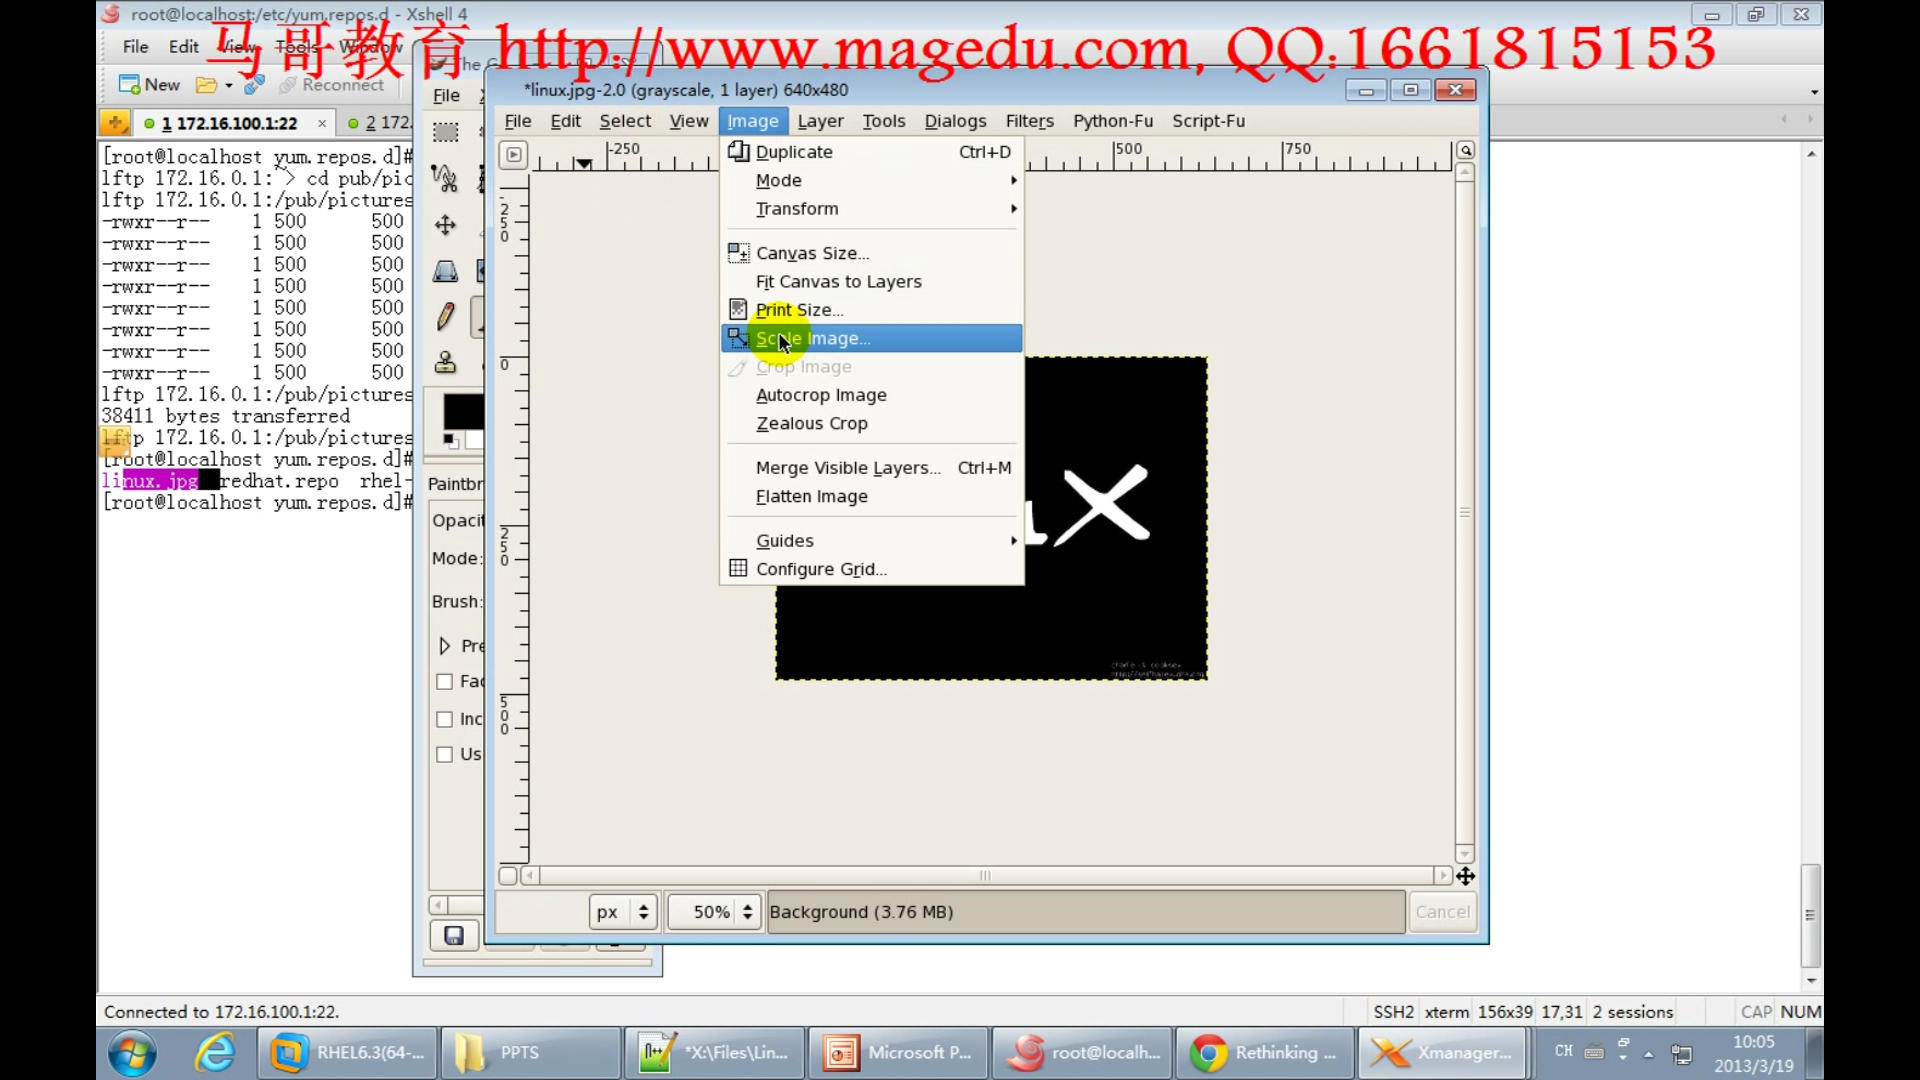 root@localhost:/etc/yum.repos.d - Xshell 4
马哥教育 http://www.magedu.com, QQ:1661815153
File Edit View Tools Window
New Reconnect
1 172.16.100.1:22 × 2 172.
[root@localhost yum.repos.d]#
lftp 172.16.0.1:~> cd pub/pic
lftp 172.16.0.1:/pub/pictures
-rwxr--r-- 1 500 500
-rwxr--r-- 1 500 500
-rwxr--r-- 1 500 500
-rwxr--r-- 1 500 500
-rwxr--r-- 1 500 500
-rwxr--r-- 1 500 500
-rwxr--r-- 1 500 500
-rwxr--r-- 1 500 500
lftp 172.16.0.1:/pub/pictures
38411 bytes transferred
lftp 172.16.0.1:/pub/pictures
[root@localhost yum.repos.d]#
linux.jpg redhat.repo rhel-
[root@localhost yum.repos.d]#
The G
File
Paintbr
Opacit
Mode:
Brush:
Pre
Fad
Inc
Us
*linux.jpg-2.0 (grayscale, 1 layer) 640x480
File Edit Select View Image Layer Tools Dialogs Filters Python-Fu Script-Fu
-250 500 750
250
0
250
500
Duplicate Ctrl+D
Mode
Transform
Canvas Size...
Fit Canvas to Layers
Print Size...
Scale Image...
Crop Image
Autocrop Image
Zealous Crop
Merge Visible Layers... Ctrl+M
Flatten Image
Guides
Configure Grid...
px 50% Background (3.76 MB) Cancel
Connected to 172.16.100.1:22.
SSH2 xterm 156x39 17,31 2 sessions CAP NUM
RHEL6.3(64-... PPTS *X:\Files\Lin... Microsoft P... root@localh... Rethinking ... Xmanager... CH 10:05
2013/3/19